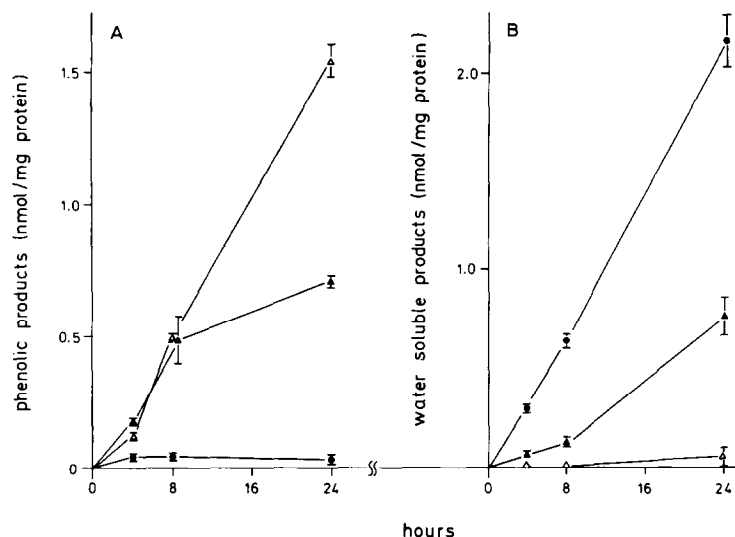 A
phenolic products (nmol/mg protein)
1.5
1.0
0.5
0
0 8 16 24
B
water soluble products (nmol/mg protein)
2.0
1.0
0 8 16 24
hours